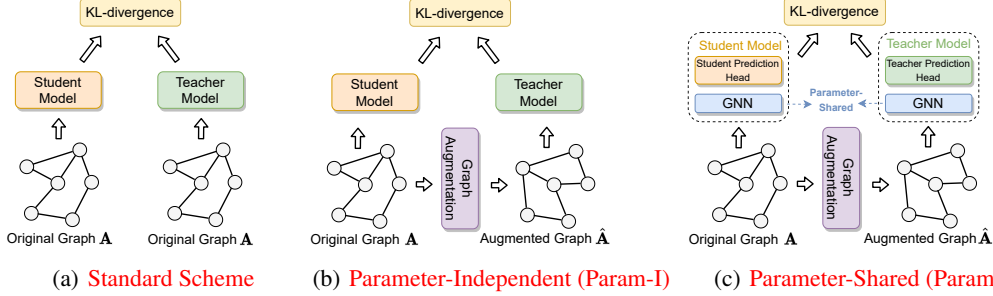 KL-divergence
Student
Model
Teacher
Model
Original Graph A
Original Graph A
(a) Standard Scheme
KL-divergence
Student
Model
Teacher
Model
Graph
Augmentation
Original Graph A
Augmented Graph Â
(b) Parameter-Independent (Param-I)
KL-divergence
Student Model
Student Prediction
Head
GNN
Parameter-
Shared
Teacher Model
Teacher Prediction
Head
GNN
Graph
Augmentation
Original Graph A
Augmented Graph Â
(c) Parameter-Shared (Param